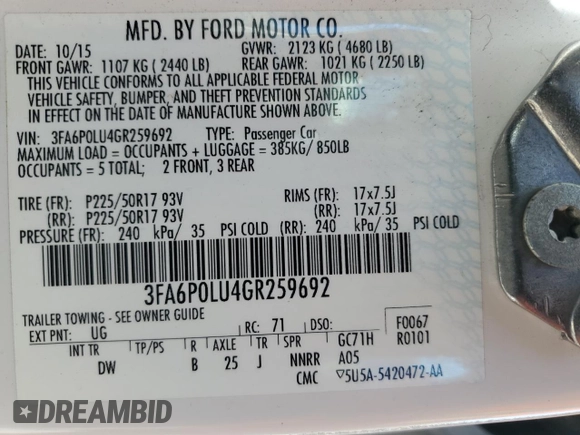 MFD. BY FORD MOTOR CO.
DATE: 10/15 GVWR: 2123 KG ( 4680 LB)
FRONT GAWR: 1107 KG ( 2440 LB) REAR GAWR: 1021 KG ( 2250 LB)
THIS VEHICLE CONFORMS TO ALL APPLICABLE FEDERAL MOTOR
VEHICLE SAFETY, BUMPER, AND THEFT PREVENTION STANDARDS
IN EFFECT ON THE DATE OF MANUFACTURE SHOWN ABOVE.
VIN: 3FA6P0LU4GR259692 TYPE: Passenger Car
MAXIMUM LOAD = OCCUPANTS + LUGGAGE = 385KG/ 850LB
OCCUPANTS = 5 TOTAL; 2 FRONT, 3 REAR
TIRE (FR): P225/50R17 93V RIMS (FR): 17x7.5J
(RR): P225/50R17 93V (RR): 17x7.5J
PRESSURE (FR): 240 kPa/ 35 PSI COLD (RR): 240 kPa/ 35 PSI COLD
3FA6P0LU4GR259692
TRAILER TOWING - SEE OWNER GUIDE
EXT PNT: UG RC: 71 DSO: F0067
INT TR TP/PS R AXLE TR SPR GC71H R0101
DW B 25 J NNRR A05
CMC ▽5U5A-5420472-AA
DREAMBID